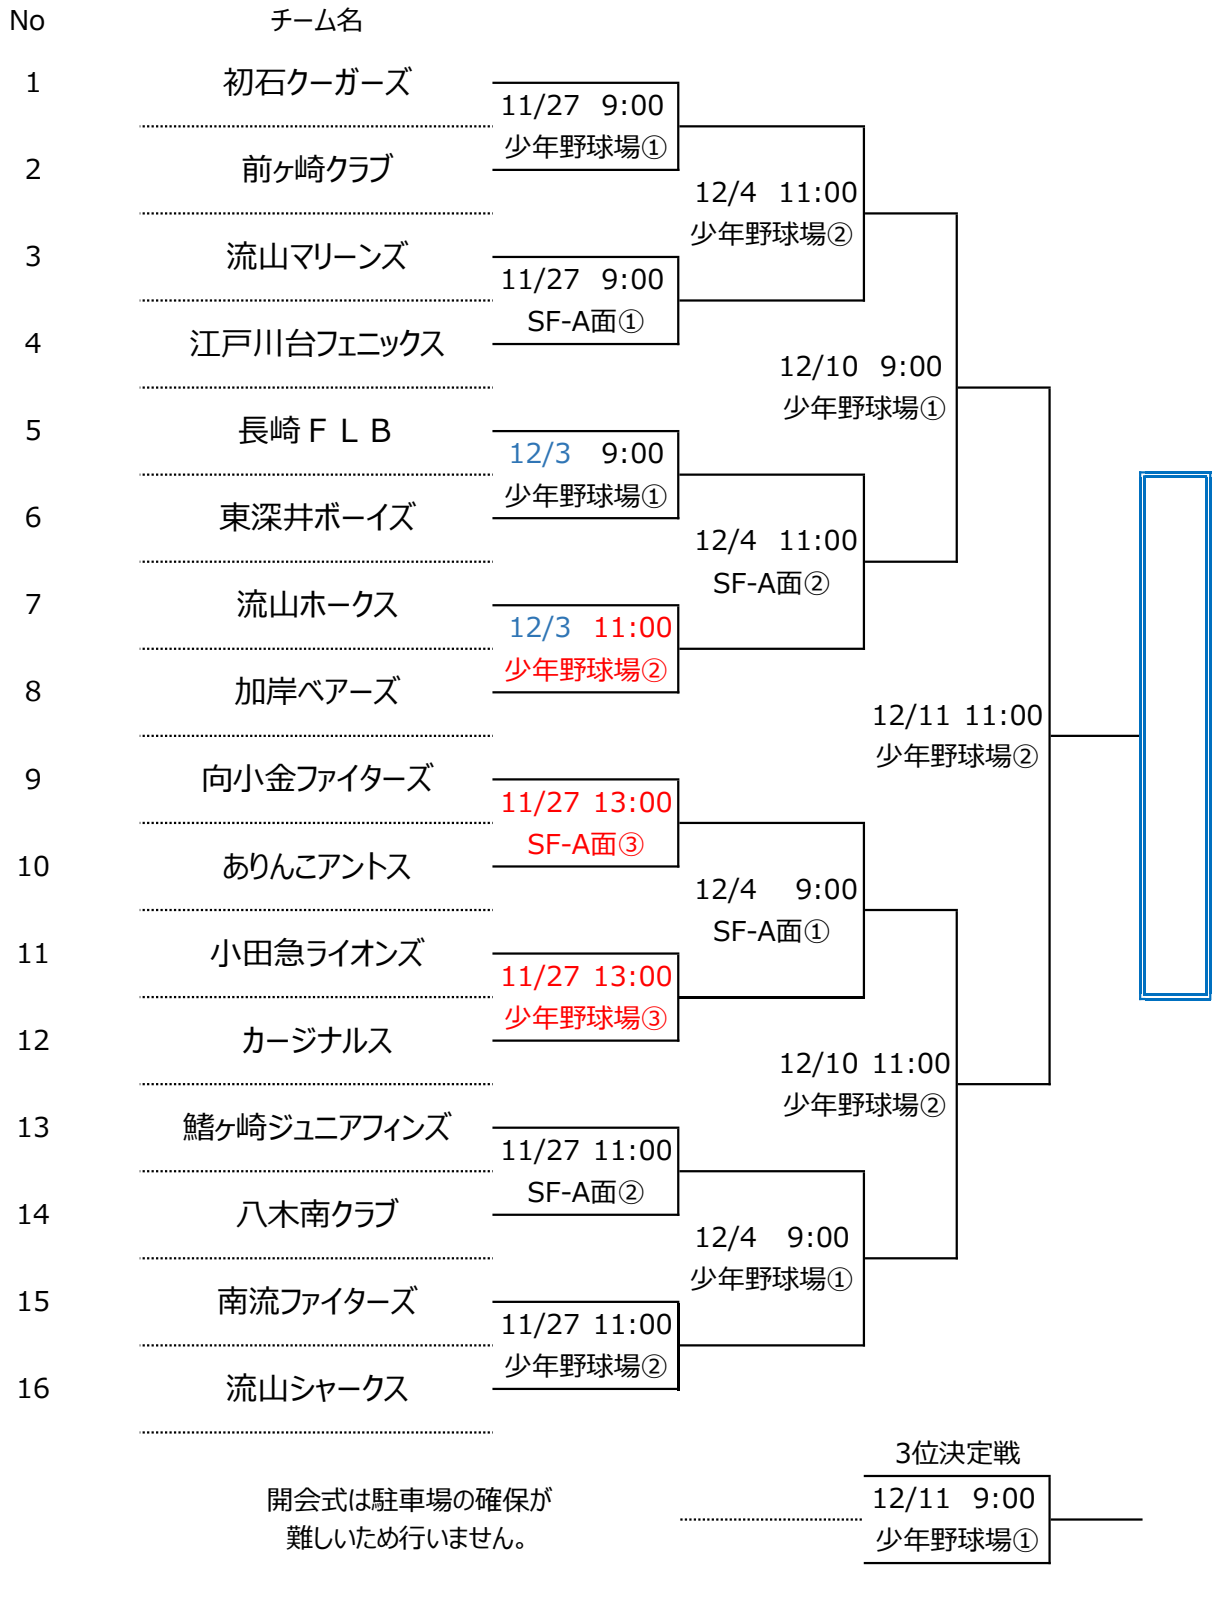 No チーム名
1 初石クーガーズ
11/27 9:00
少年野球場①
2 前ヶ崎クラブ
12/4 11:00
少年野球場②
3 流山マリーンズ
11/27 9:00
SF-A面①
4 江戸川台フェニックス
12/10 9:00
少年野球場①
5 長崎ＦＬＢ
12/3 9:00
少年野球場①
6 東深井ボーイズ
12/4 11:00
SF-A面②
7 流山ホークス
12/3 11:00
少年野球場②
8 加岸ベアーズ
12/11 11:00
少年野球場②
9 向小金ファイターズ
11/27 13:00
SF-A面③
10 ありんこアントス
12/4 9:00
SF-A面①
11 小田急ライオンズ
11/27 13:00
少年野球場③
12 カージナルス
12/10 11:00
少年野球場②
13 鰭ヶ崎ジュニアフィンズ
11/27 11:00
SF-A面②
14 八木南クラブ
12/4 9:00
少年野球場①
15 南流ファイターズ
11/27 11:00
少年野球場②
16 流山シャークス
3位決定戦
12/11 9:00
少年野球場①
開会式は駐車場の確保が
難しいため行いません。